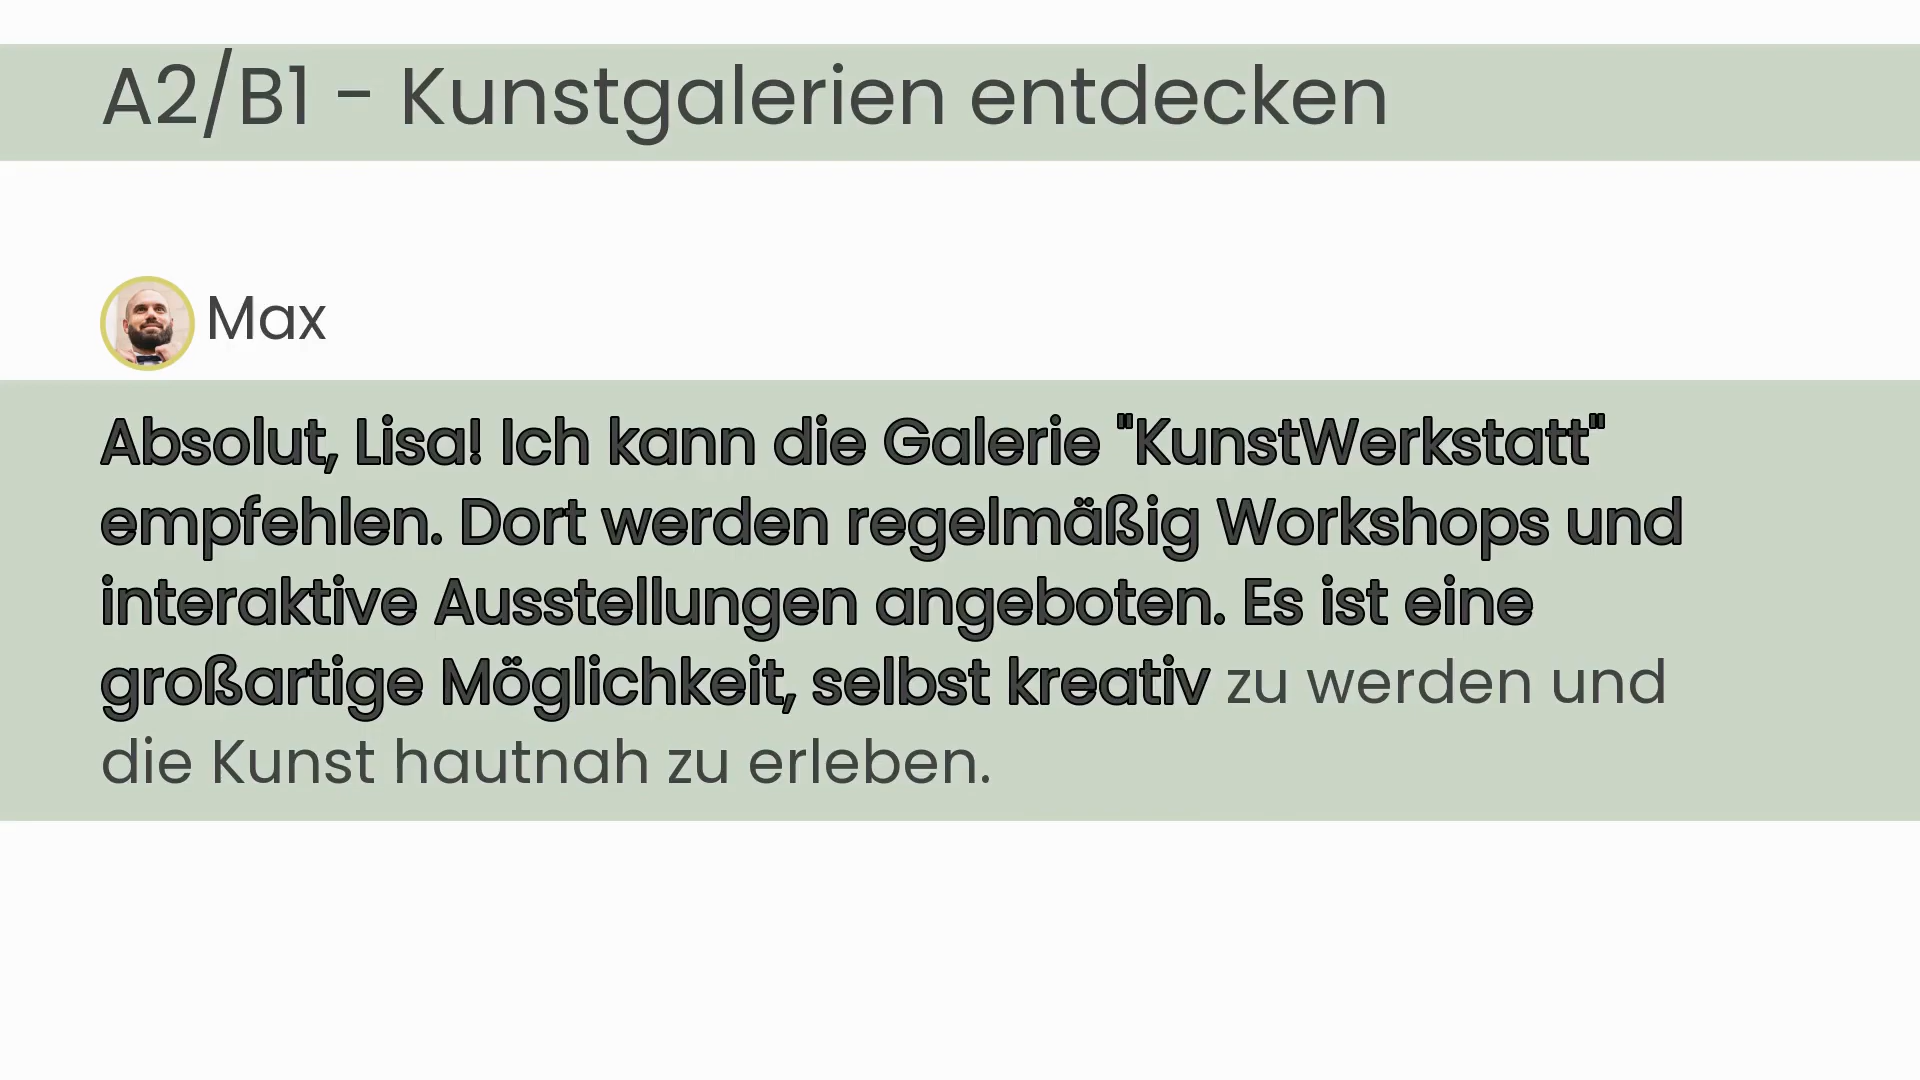 A2/B1 - Kunstgalerien entdecken
Max
Absolut, Lisa! Ich kann die Galerie "KunstWerkstatt"
empfehlen. Dort werden regelmäßig Workshops und
interaktive Ausstellungen angeboten. Es ist eine
großartige Möglichkeit, selbst kreativ zu werden und
die Kunst hautnah zu erleben.